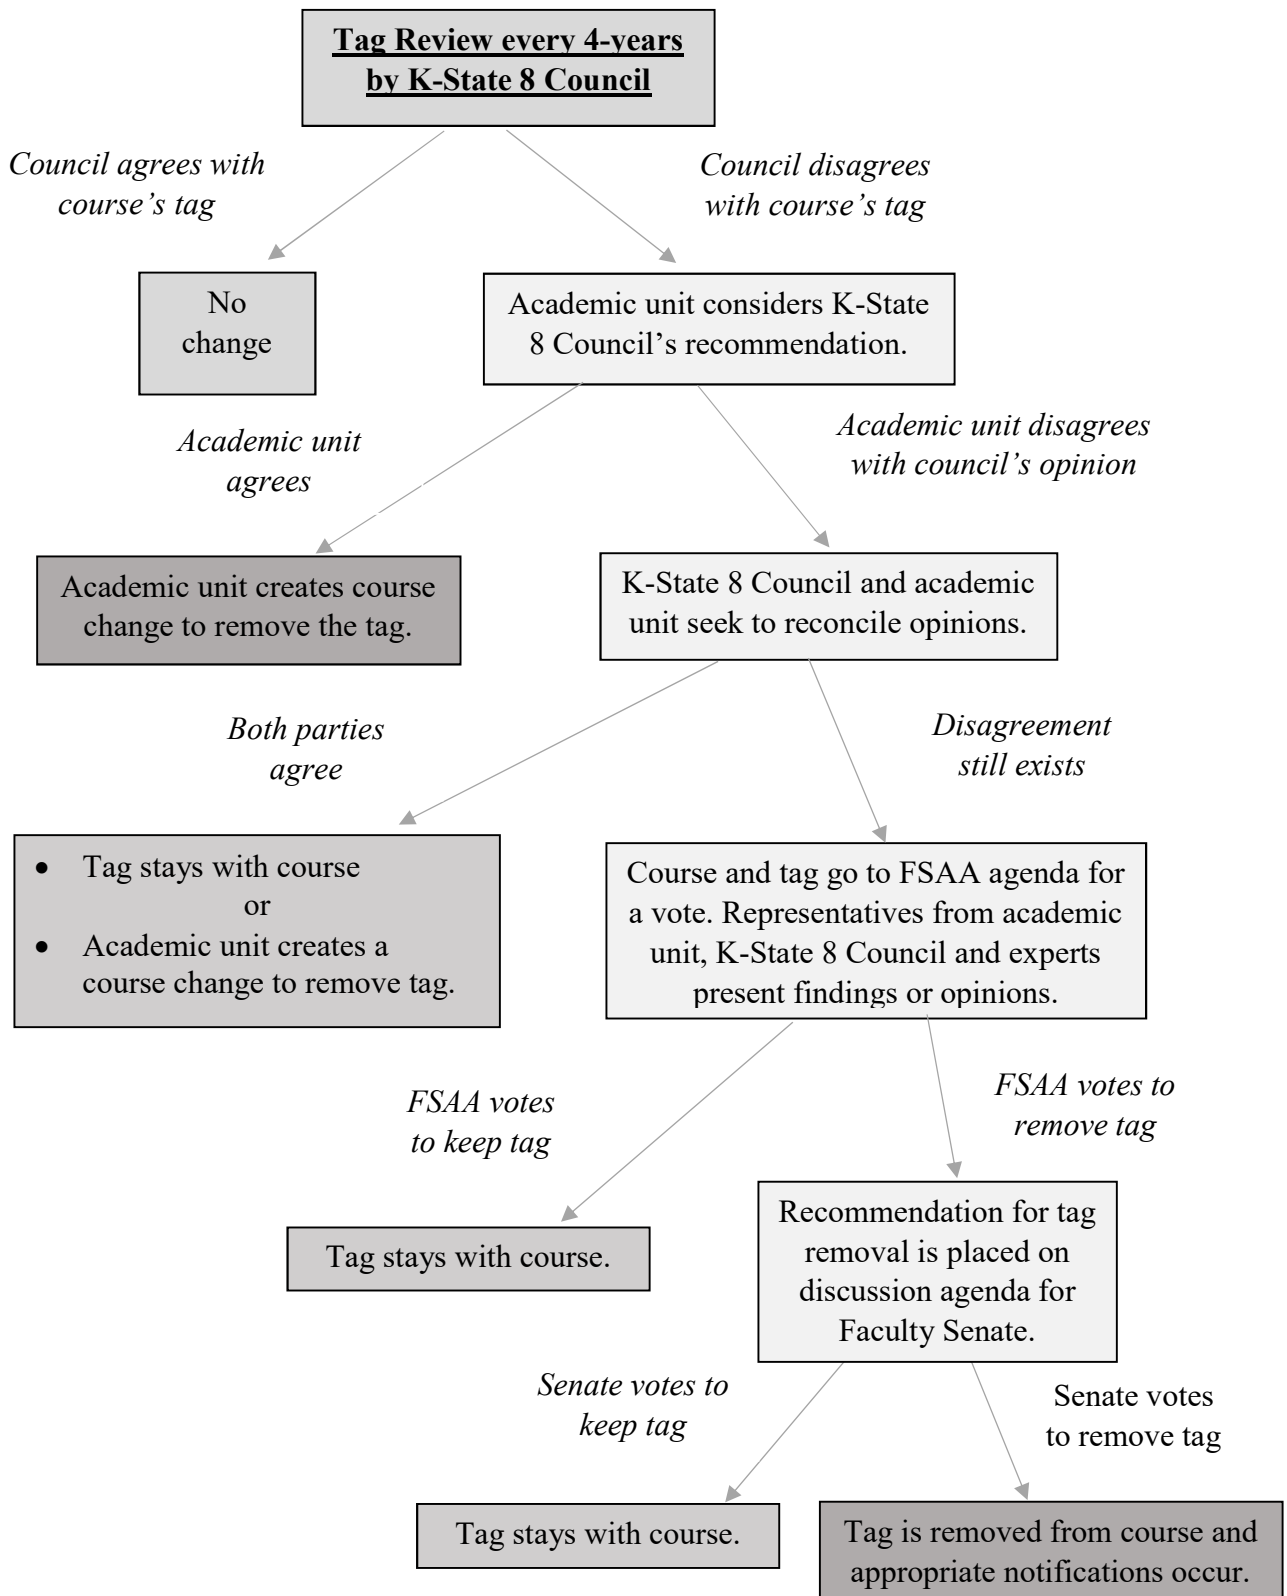 Tag Review every 4-years
by K-State 8 Council
Council agrees with
course’s tag
Council disagrees
with course’s tag
No
change
Academic unit considers K-State
8 Council’s recommendation.
Academic unit
agrees
Academic unit disagrees
with council’s opinion
Academic unit creates course
change to remove the tag.
K-State 8 Council and academic
unit seek to reconcile opinions.
Both parties
agree
Disagreement
still exists
• Tag stays with course
or
• Academic unit creates a
course change to remove tag.
Course and tag go to FSAA agenda for
a vote. Representatives from academic
unit, K-State 8 Council and experts
present findings or opinions.
FSAA votes
to keep tag
FSAA votes to
remove tag
Tag stays with course.
Recommendation for tag
removal is placed on
discussion agenda for
Faculty Senate.
Senate votes to
keep tag
Senate votes
to remove tag
Tag stays with course.
Tag is removed from course and
appropriate notifications occur.